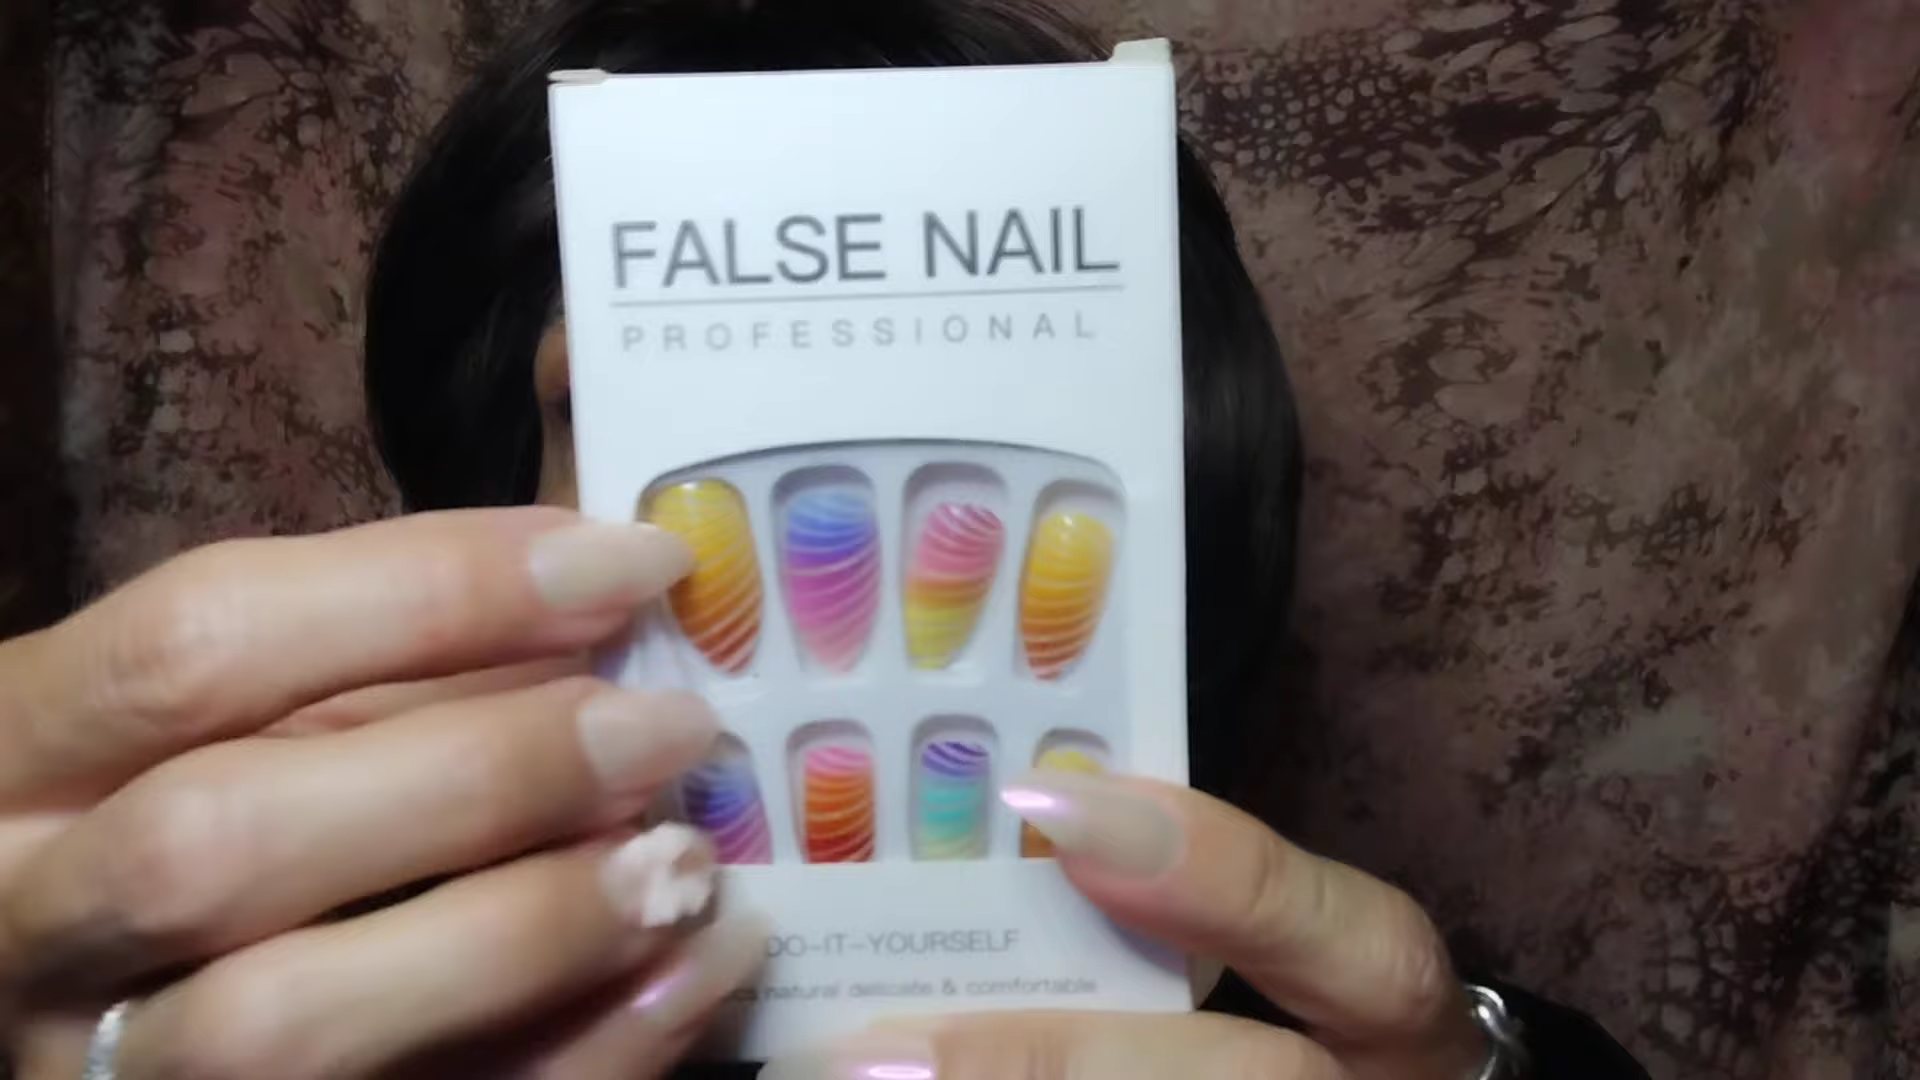 FALSE NAIL
PROFESSIONAL
DO-IT-YOURSELF
natural delicate & comfortable